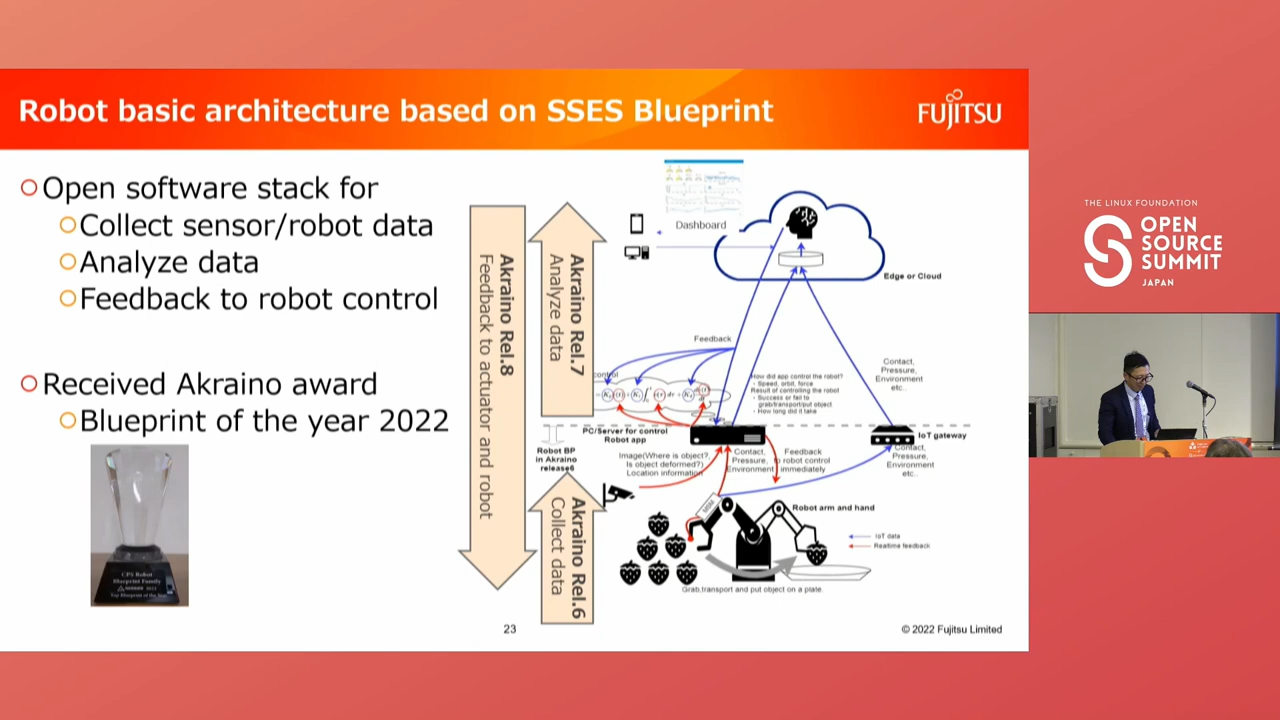 Robot basic architecture based on SSES Blueprint
FUJITSU
Open software stack for
Collect sensor/robot data
Analyze data
Feedback to robot control
Received Akraino award
Blueprint of the year 2022
CPS Robot
Blueprint Family
Akraino Rel.8
Feedback to actuator and robot
Akraino Rel.7
Analyze data
Akraino Rel.6
Collect data
Robot BP
in Akraino
release6
Dashboard
Edge or Cloud
Feedback
control
How did app control the robot?
- Speed, orbit, force
Result of controlling the robot
- Success or fail to
grab/transport/put object
- How long did it take
Contact,
Pressure,
Environment
etc..
PC/Server for control
Robot app
IoT gateway
Image(Where is object?,
Is object deformed?)
Location information
Contact,
Pressure,
Environment
Feedback
to robot control
immediately
Contact,
Pressure,
Environment
etc..
Robot arm and hand
IoT data
Realtime feedback
Grab,transport and put object on a plate.
23
© 2022 Fujitsu Limited
THE LINUX FOUNDATION
OPEN
SOURCE
SUMMIT
JAPAN